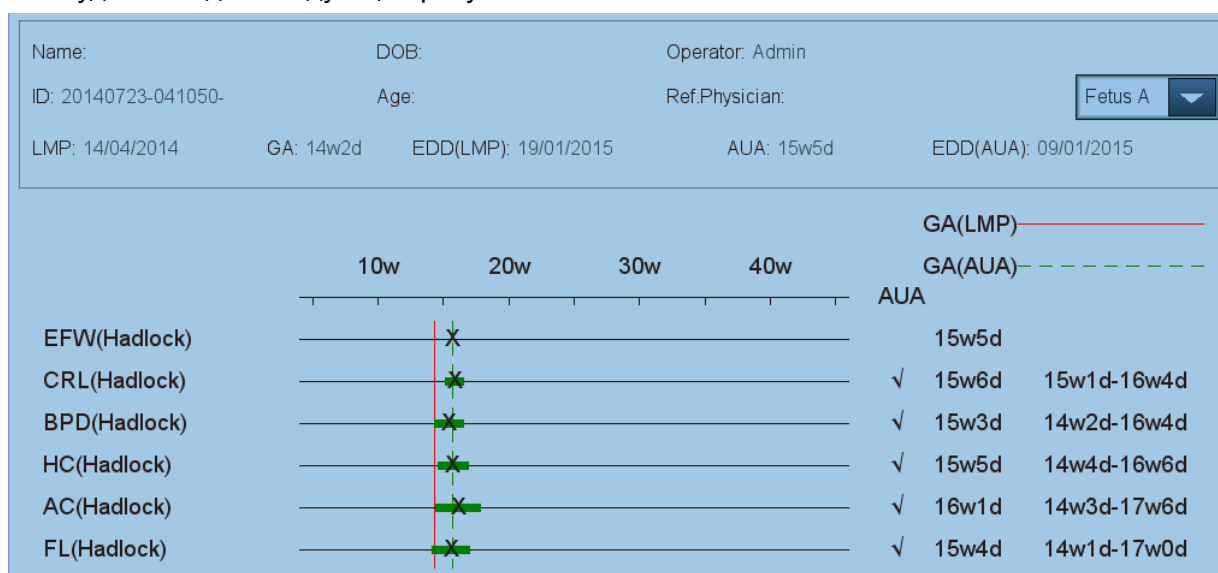 Name: DOB: Operator: Admin
ID: 20140723-041050- Age: Ref.Physician: Fetus A
LMP: 14/04/2014 GA: 14w2d EDD(LMP): 19/01/2015 AUA: 15w5d EDD(AUA): 09/01/2015
GA(LMP)
10w 20w 30w 40w GA(AUA)
AUA
EFW(Hadlock) 15w5d
CRL(Hadlock) √ 15w6d 15w1d-16w4d
BPD(Hadlock) √ 15w3d 14w2d-16w4d
HC(Hadlock) √ 15w5d 14w4d-16w6d
AC(Hadlock) √ 16w1d 14w3d-17w6d
FL(Hadlock) √ 15w4d 14w1d-17w0d